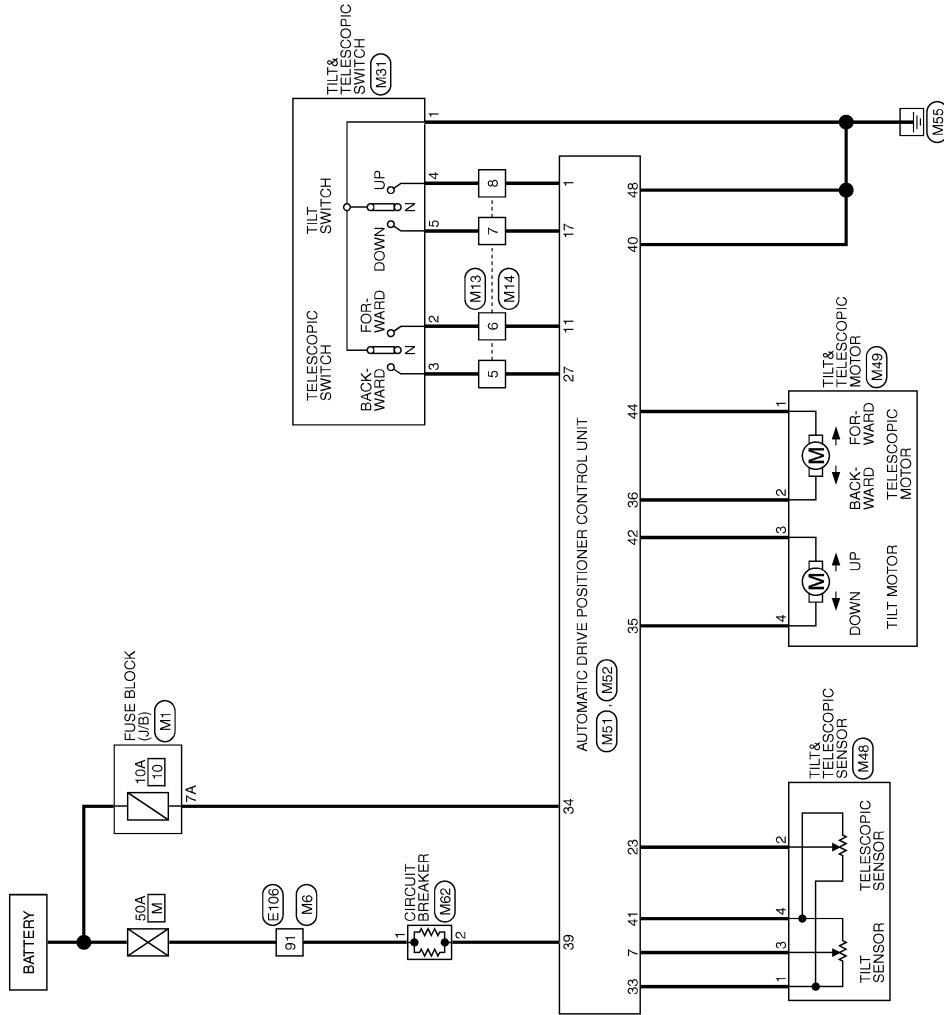 BATTERY
50A
M
E106
M6
91
CIRCUIT
BREAKER
M62
1
2
FUSE BLOCK
(J/B)
M1
10A
10
7A
TILT&
TELESCOPIC
SWITCH
M31
TELESCOPIC
SWITCH
TILT
SWITCH
BACK-
WARD
N
FOR-
WARD
DOWN
N
UP
3
2
5
4
1
M13
M14
5
6
7
8
39
34
27
11
17
1
AUTOMATIC DRIVE POSITIONER CONTROL UNIT
M51 , M52
33
7
41
23
35
42
36
44
40
48
1
3
4
2
TILT&
TELESCOPIC
SENSOR
M48
TILT
SENSOR
TELESCOPIC
SENSOR
4
3
2
1
TILT&
TELESCOPIC
MOTOR
M49
M
DOWN
UP
TILT MOTOR
M
BACK-
WARD
FOR-
WARD
TELESCOPIC
MOTOR
M55